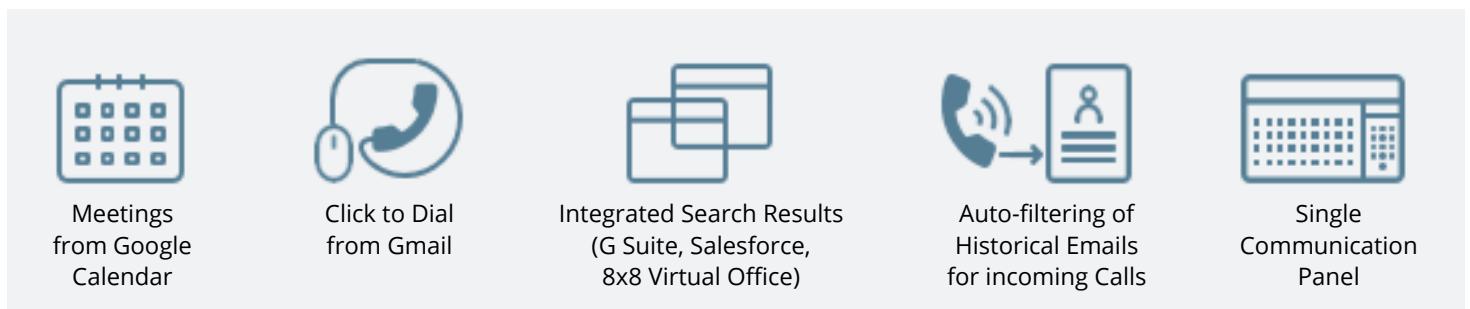 Meetings
from Google
Calendar
Click to Dial
from Gmail
Integrated Search Results
(G Suite, Salesforce,
8x8 Virtual Office)
Auto-filtering of
Historical Emails
for incoming Calls
Single
Communication
Panel